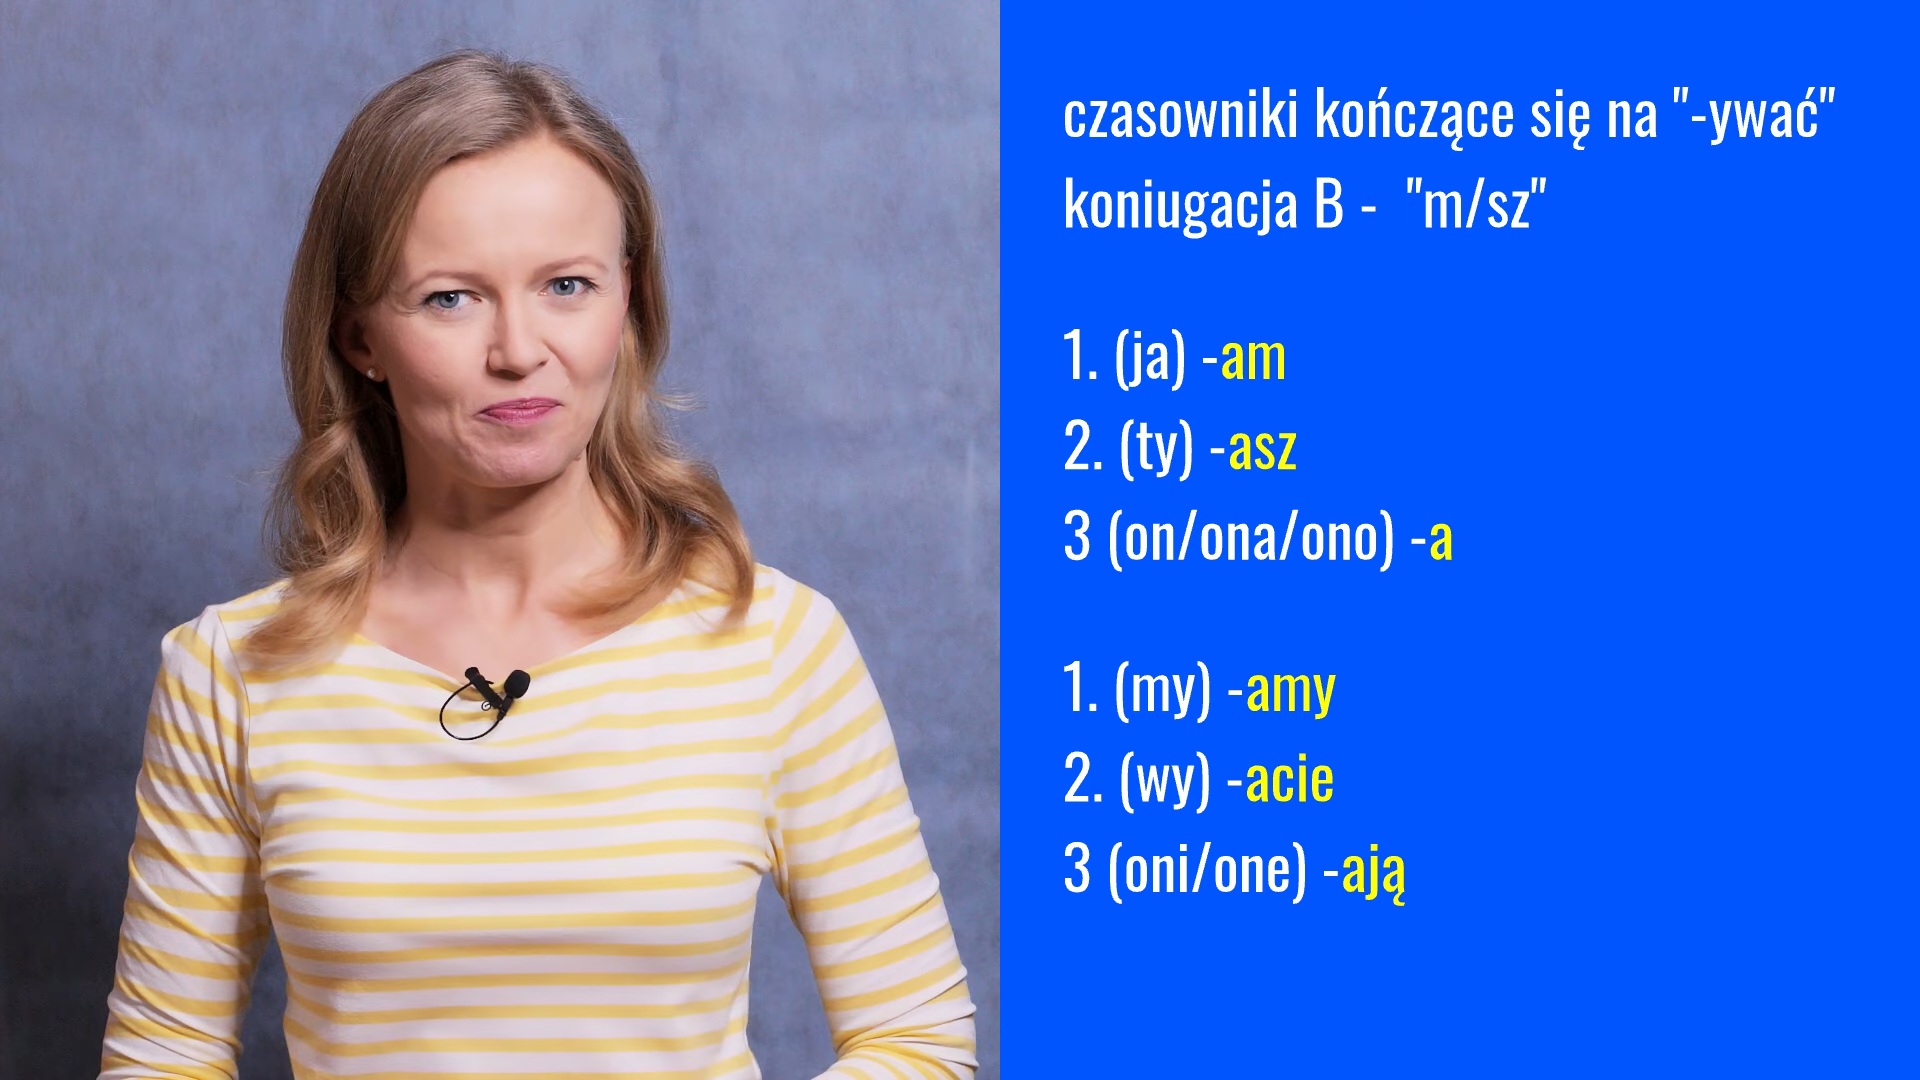 czasowniki kończące się na "-ywać"
koniugacja B - "m/sz"
1. (ja) -am
2. (ty) -asz
3 (on/ona/ono) -a
1. (my) -amy
2. (wy) -acie
3 (oni/one) -ają